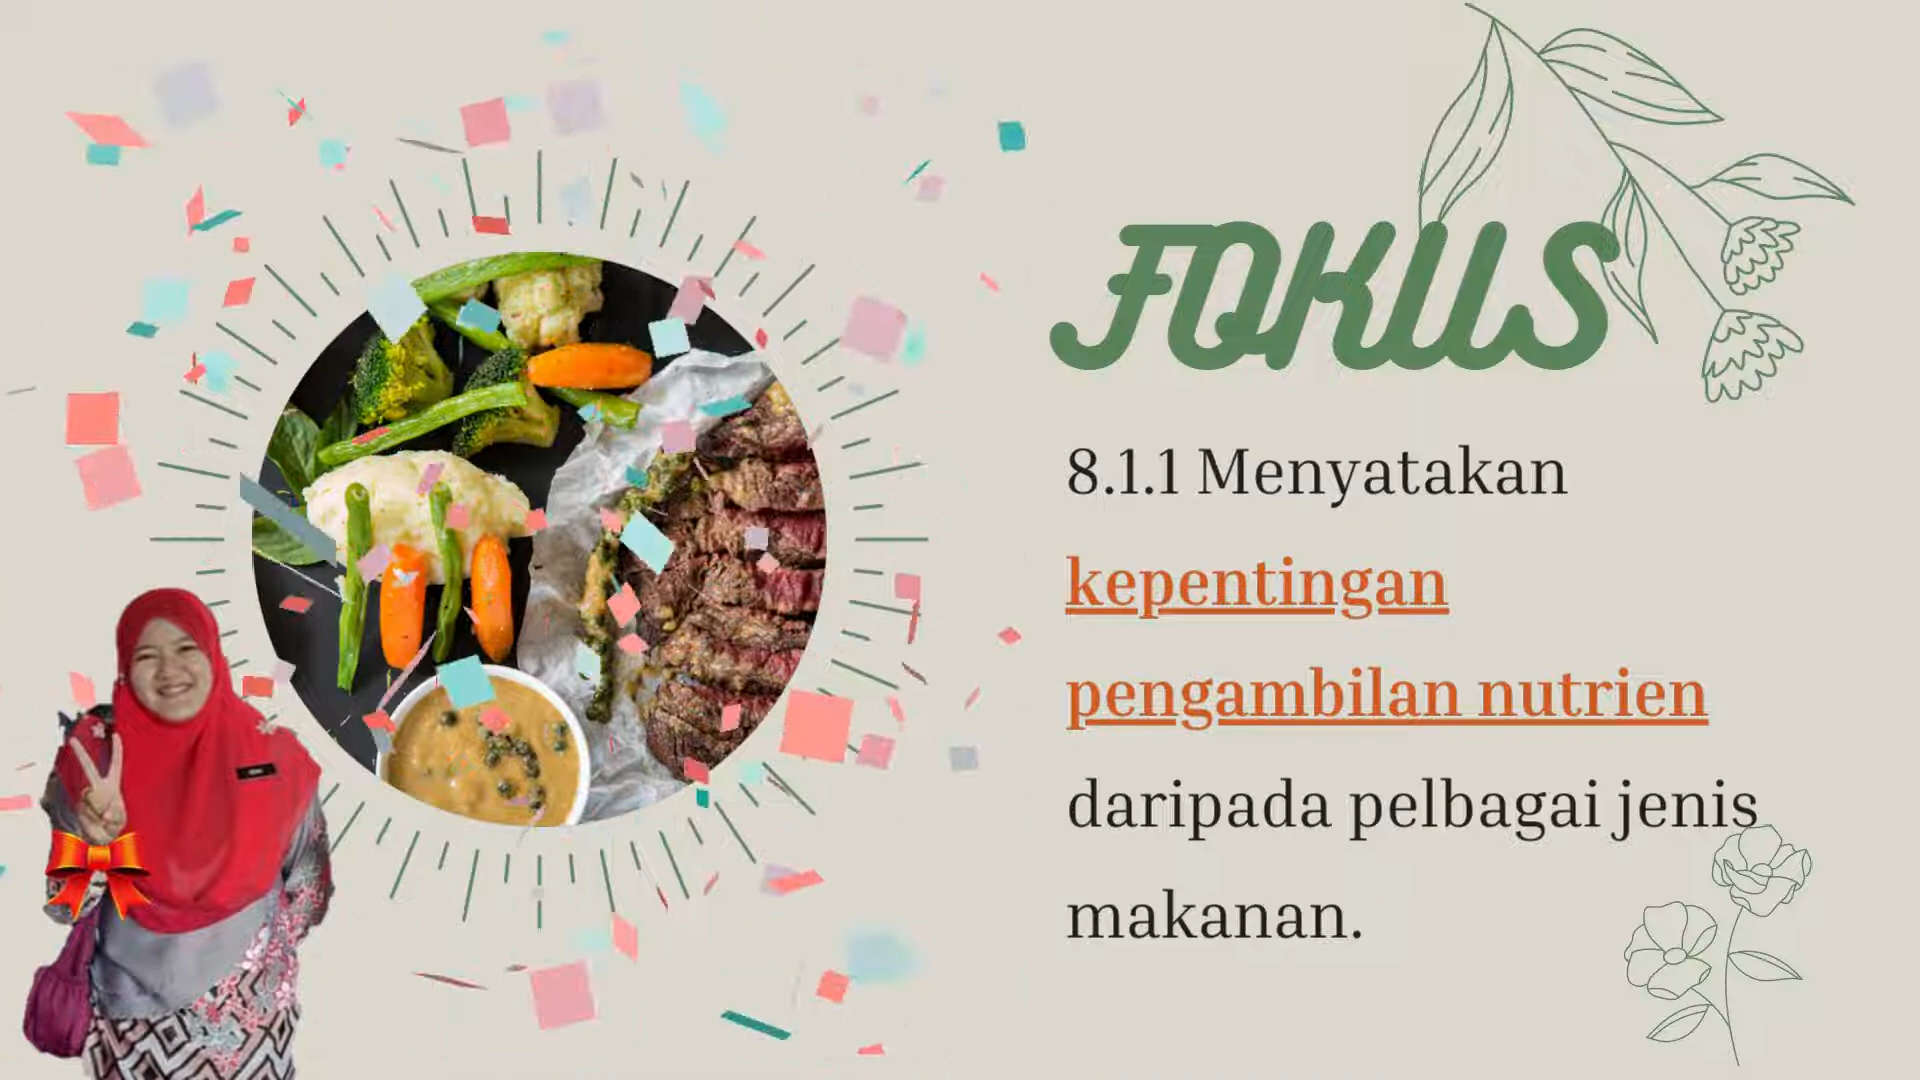 FOKUS
8.1.1 Menyatakan
kepentingan
pengambilan nutrien
daripada pelbagai jenis
makanan.